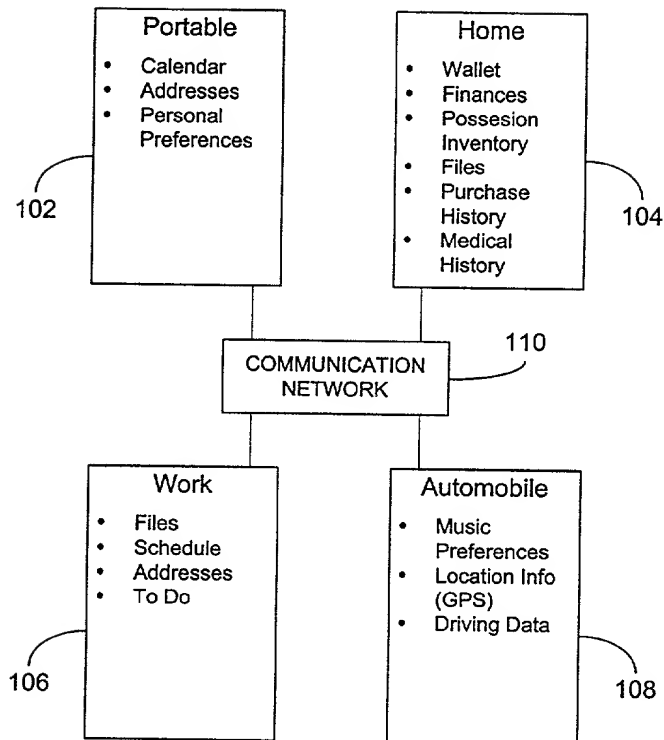 Portable
• Calendar
• Addresses
• Personal
Preferences
102
Home
• Wallet
• Finances
• Possesion
Inventory
• Files
• Purchase
History
• Medical
History
104
COMMUNICATION
NETWORK
110
Work
• Files
• Schedule
• Addresses
• To Do
106
Automobile
• Music
Preferences
• Location Info
(GPS)
• Driving Data
108